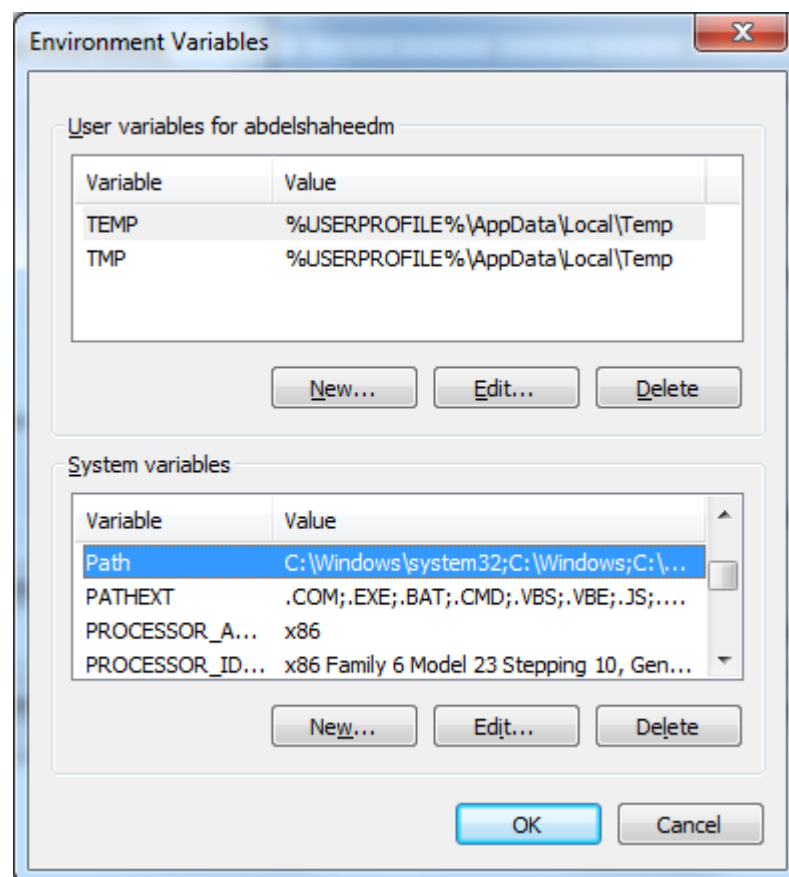 Environment Variables
User variables for abdelshaheedm
Variable Value
TEMP %USERPROFILE%\AppData\Local\Temp
TMP %USERPROFILE%\AppData\Local\Temp
New... Edit... Delete
System variables
Variable Value
Path C:\Windows\system32;C:\Windows;C:\...
PATHEXT .COM;.EXE;.BAT;.CMD;.VBS;.VBE;.JS;....
PROCESSOR_A... x86
PROCESSOR_ID... x86 Family 6 Model 23 Stepping 10, Gen...
New... Edit... Delete
OK Cancel